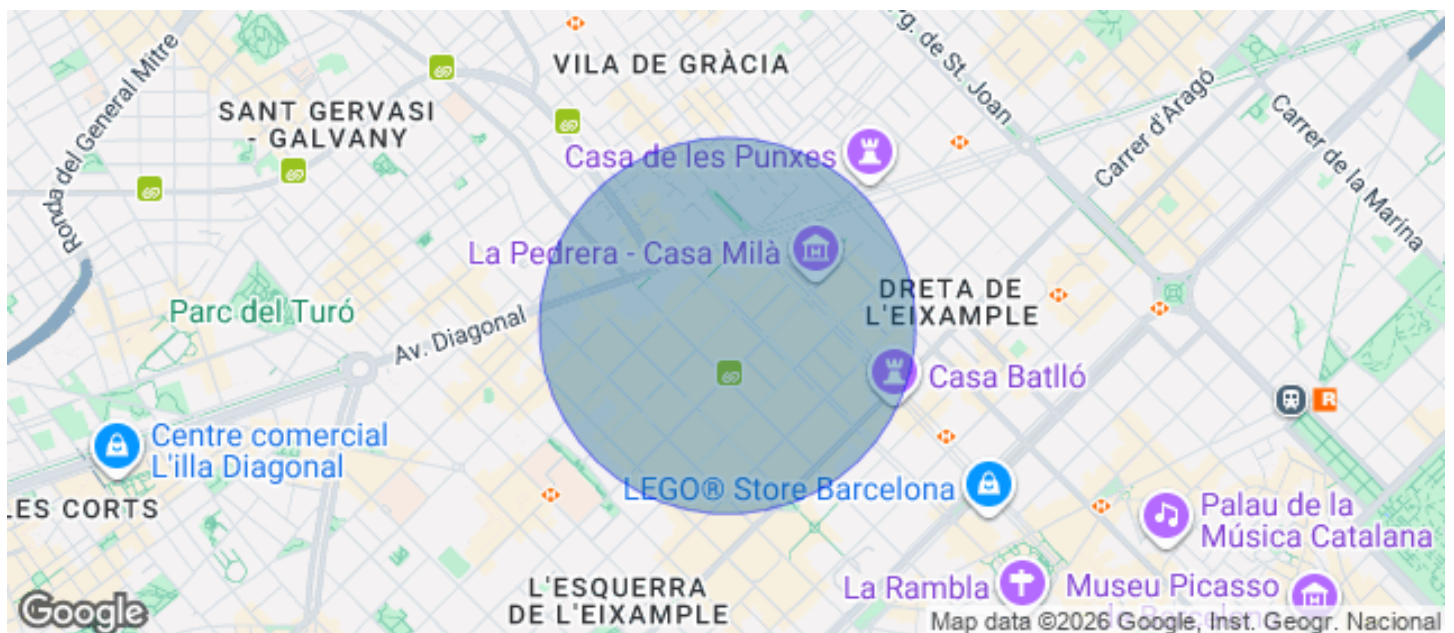 Ronda del General Mitre
VILA DE GRÀCIA
g. de St. Joan
SANT GERVASI
- GALVANY
Carrer d'Aragó
Carrer de la Marina
Casa de les Punxes
La Pedrera - Casa Milà
DRETA DE
L'EIXAMPLE
Parc del Turó
Av. Diagonal
Casa Batlló
R
Centre comercial
L'illa Diagonal
LEGO® Store Barcelona
LES CORTS
Palau de la
Música Catalana
L'ESQUERRA
DE L'EIXAMPLE
La Rambla
Museu Picasso
Google
Map data ©2026 Google, Inst. Geogr. Nacional